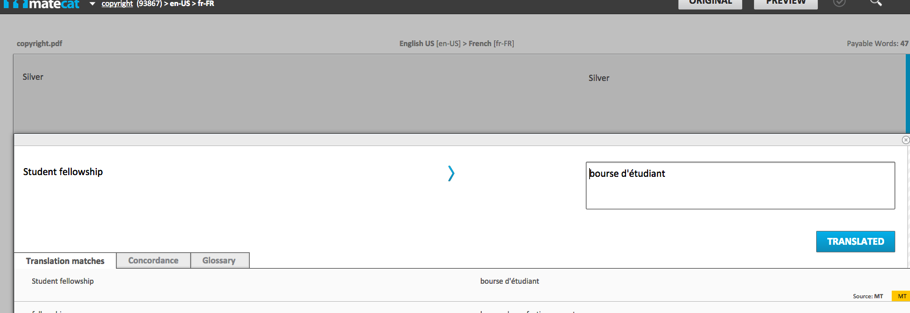 matecat copyright (93867) > en-US > fr-FR ORIGINAL PREVIEW
copyright.pdf English US [en-US] > French [fr-FR] Payable Words: 47
Silver Silver
Student fellowship bourse d'étudiant
TRANSLATED
Translation matches Concordance Glossary
Student fellowship bourse d'étudiant
Source: MT MT